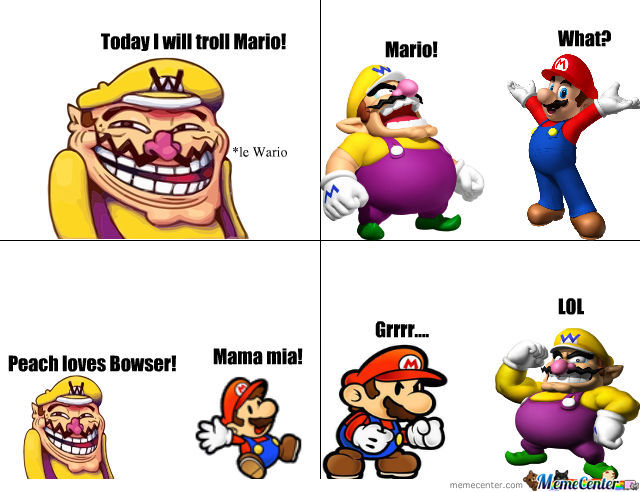 Today I will troll Mario!
*le Wario
Mario!
What?
Peach loves Bowser!
Mama mia!
Grrrr....
LOL
memecenter.com
MemeCenter